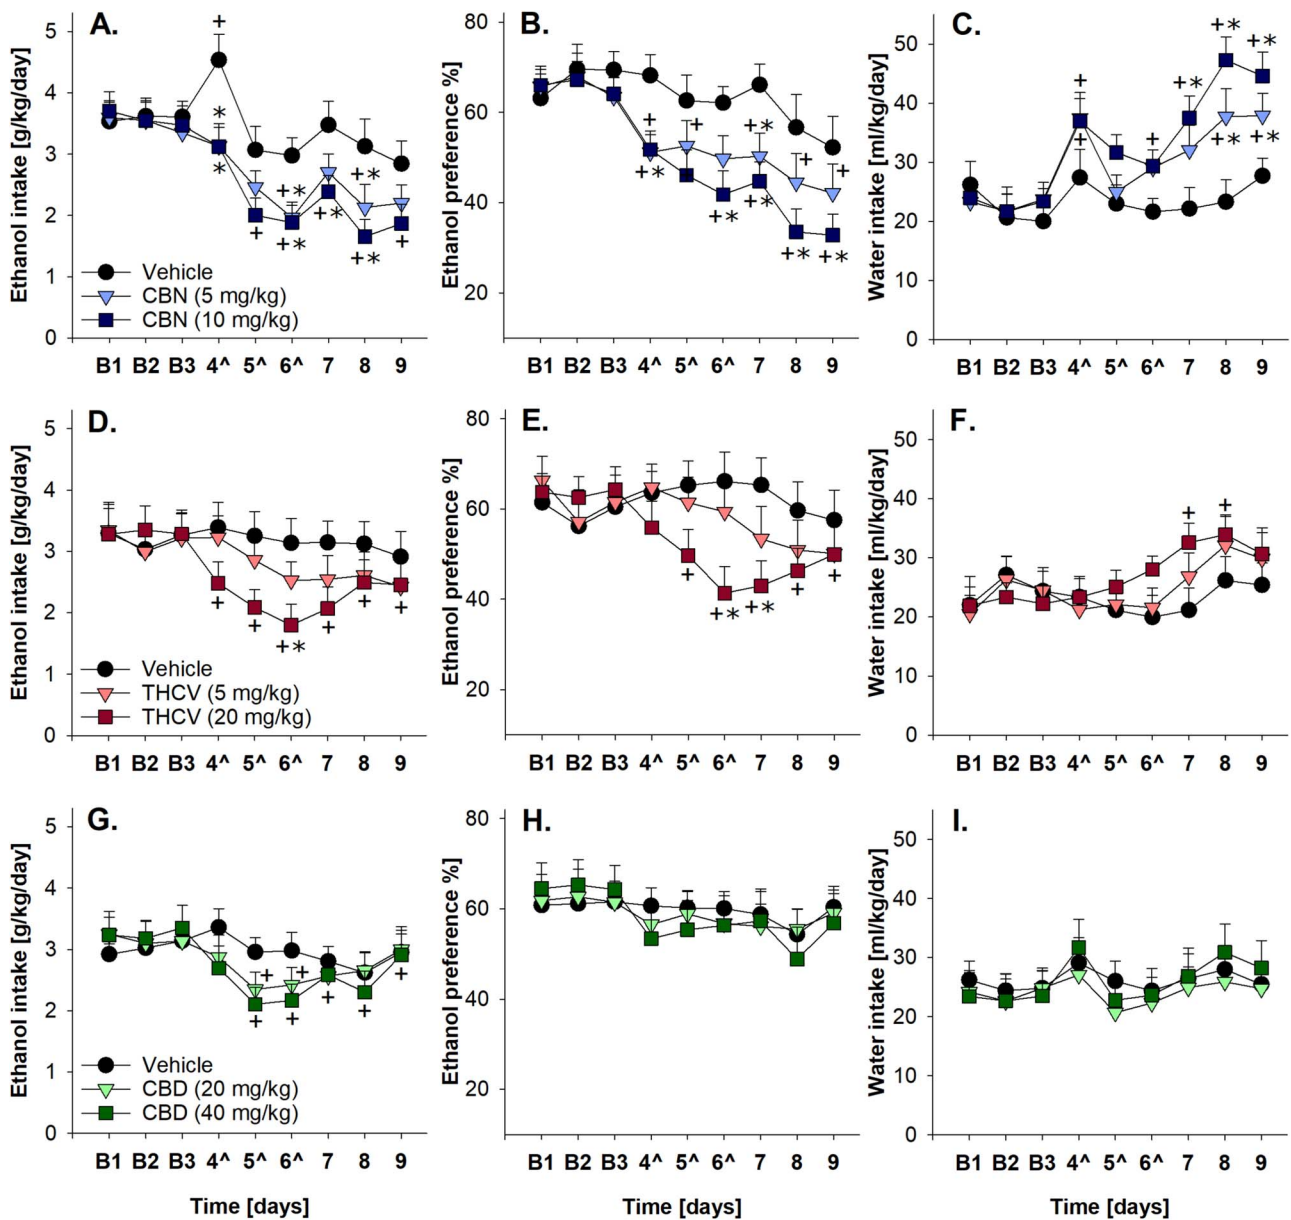 A.
Ethanol intake [g/kg/day]
5
4
3
2
1
0
+
*
*
+*
+*
+*
+
+*
+*
+
Vehicle
CBN (5 mg/kg)
CBN (10 mg/kg)
B1 B2 B3 4^ 5^ 6^ 7 8 9
B.
Ethanol preference %]
80
60
40
20
+
+
+*
+
+
+*
+*
+*
+*
+*
B1 B2 B3 4^ 5^ 6^ 7 8 9
C.
Water intake [ml/kg/day]
50
40
30
20
10
0
+*
+*
+
+*
+
+
+*
+*
B1 B2 B3 4^ 5^ 6^ 7 8 9
D.
Ethanol intake [g/kg/day]
5
4
3
2
1
0
+
+
+*
+
+
+
Vehicle
THCV (5 mg/kg)
THCV (20 mg/kg)
B1 B2 B3 4^ 5^ 6^ 7 8 9
E.
Ethanol preference %]
80
60
40
20
+
+*
+*
+
+
B1 B2 B3 4^ 5^ 6^ 7 8 9
F.
Water intake [ml/kg/day]
50
40
30
20
10
0
+
+
B1 B2 B3 4^ 5^ 6^ 7 8 9
G.
Ethanol intake [g/kg/day]
5
4
3
2
1
0
+
+
+
+
+
+
+
Vehicle
CBD (20 mg/kg)
CBD (40 mg/kg)
B1 B2 B3 4^ 5^ 6^ 7 8 9
Time [days]
H.
Ethanol preference %]
80
60
40
20
B1 B2 B3 4^ 5^ 6^ 7 8 9
Time [days]
I.
Water intake [ml/kg/day]
50
40
30
20
10
0
B1 B2 B3 4^ 5^ 6^ 7 8 9
Time [days]